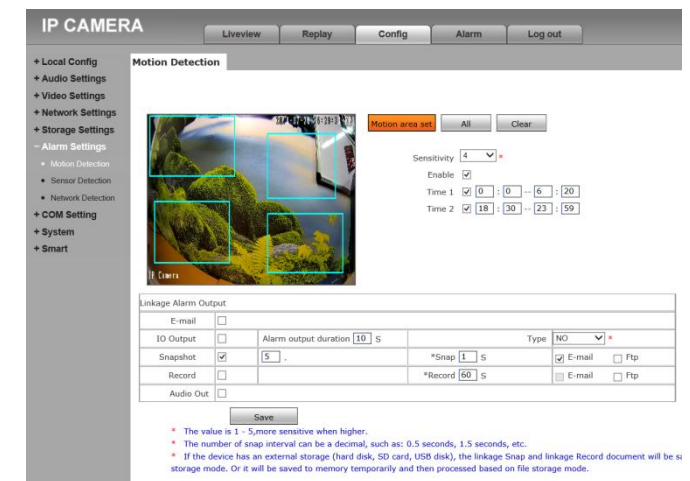 IP CAMERA
Liveview Replay Config Alarm Log out
+ Local Config
+ Audio Settings
+ Video Settings
+ Network Settings
+ Storage Settings
− Alarm Settings
• Motion Detection
• Sensor Detection
• Network Detection
+ COM Setting
+ System
+ Smart
Motion Detection
IP Camera
Motion area set All Clear
Sensitivity 4 *
Enable
Time 1 0 : 0 -- 6 : 20
Time 2 18 : 30 -- 23 : 59
Linkage Alarm Output
E-mail
IO Output Alarm output duration 10 S Type NO *
Snapshot 5 . *Snap 1 S E-mail Ftp
Record *Record 60 S E-mail Ftp
Audio Out
Save
* The value is 1 - 5,more sensitive when higher.
* The number of snap interval can be a decimal, such as: 0.5 seconds, 1.5 seconds, etc.
* If the device has an external storage (hard disk, SD card, USB disk), the linkage Snap and linkage Record document will be
storage mode. Or it will be saved to memory temporarily and then processed based on file storage mode.